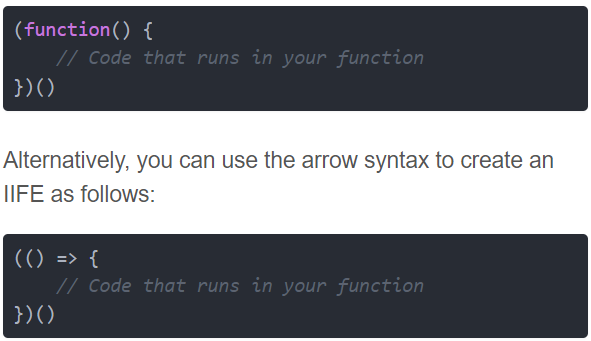 (function() {
    // Code that runs in your function
})()
Alternatively, you can use the arrow syntax to create an
IIFE as follows:
(() => {
    // Code that runs in your function
})()